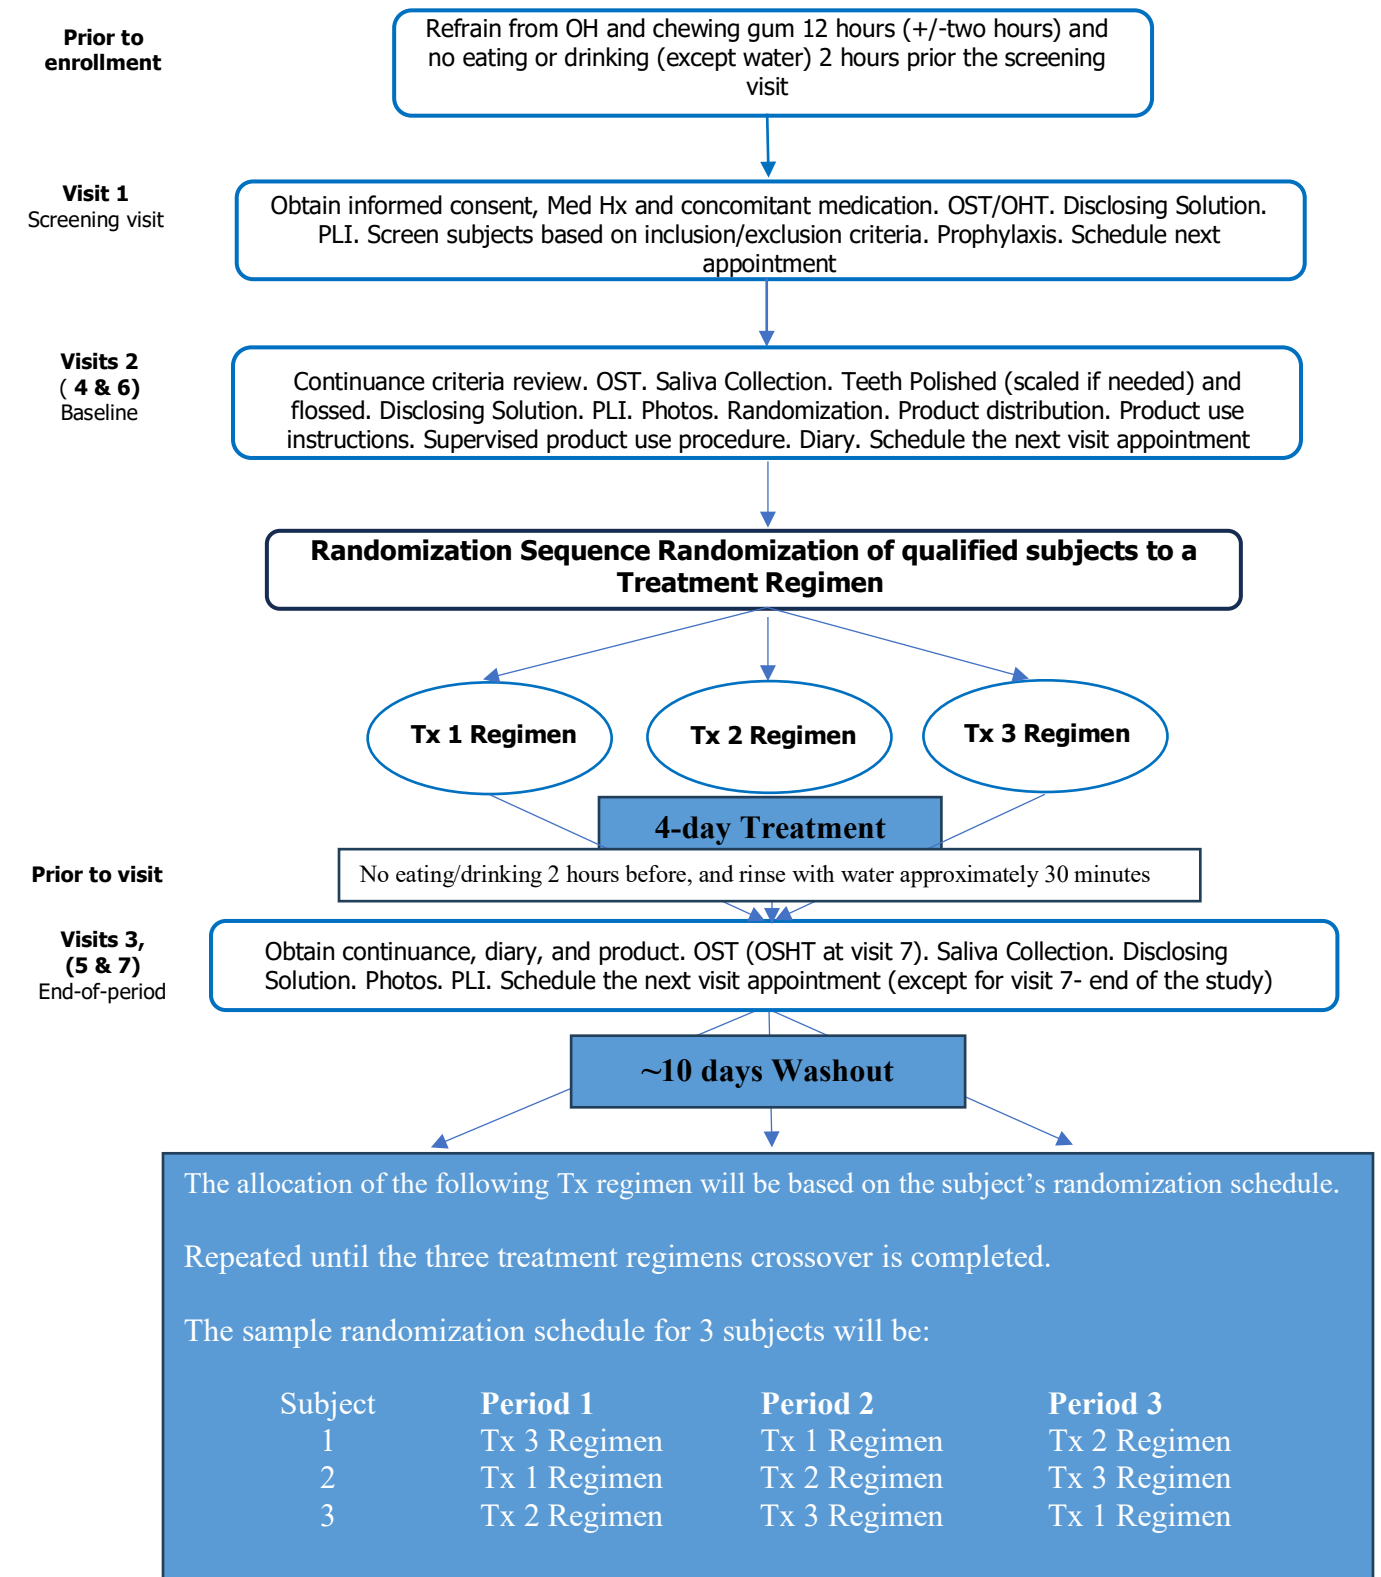 Prior to
enrollment
Refrain from OH and chewing gum 12 hours (+/-two hours) and
no eating or drinking (except water) 2 hours prior the screening
visit
Visit 1
Screening visit
Obtain informed consent, Med Hx and concomitant medication. OST/OHT. Disclosing Solution.
PLI. Screen subjects based on inclusion/exclusion criteria. Prophylaxis. Schedule next
appointment
Visits 2
( 4 & 6)
Baseline
Continuance criteria review. OST. Saliva Collection. Teeth Polished (scaled if needed) and
flossed. Disclosing Solution. PLI. Photos. Randomization. Product distribution. Product use
instructions. Supervised product use procedure. Diary. Schedule the next visit appointment
Randomization Sequence Randomization of qualified subjects to a
Treatment Regimen
Tx 1 Regimen
Tx 2 Regimen
Tx 3 Regimen
4-day Treatment
Prior to visit
No eating/drinking 2 hours before, and rinse with water approximately 30 minutes
Visits 3,
(5 & 7)
End-of-period
Obtain continuance, diary, and product. OST (OSHT at visit 7). Saliva Collection. Disclosing
Solution. Photos. PLI. Schedule the next visit appointment (except for visit 7- end of the study)
~10 days Washout
The allocation of the following Tx regimen will be based on the subject's randomization schedule.
Repeated until the three treatment regimens crossover is completed.
The sample randomization schedule for 3 subjects will be:
Subject Period 1 Period 2 Period 3
1 Tx 3 Regimen Tx 1 Regimen Tx 2 Regimen
2 Tx 1 Regimen Tx 2 Regimen Tx 3 Regimen
3 Tx 2 Regimen Tx 3 Regimen Tx 1 Regimen